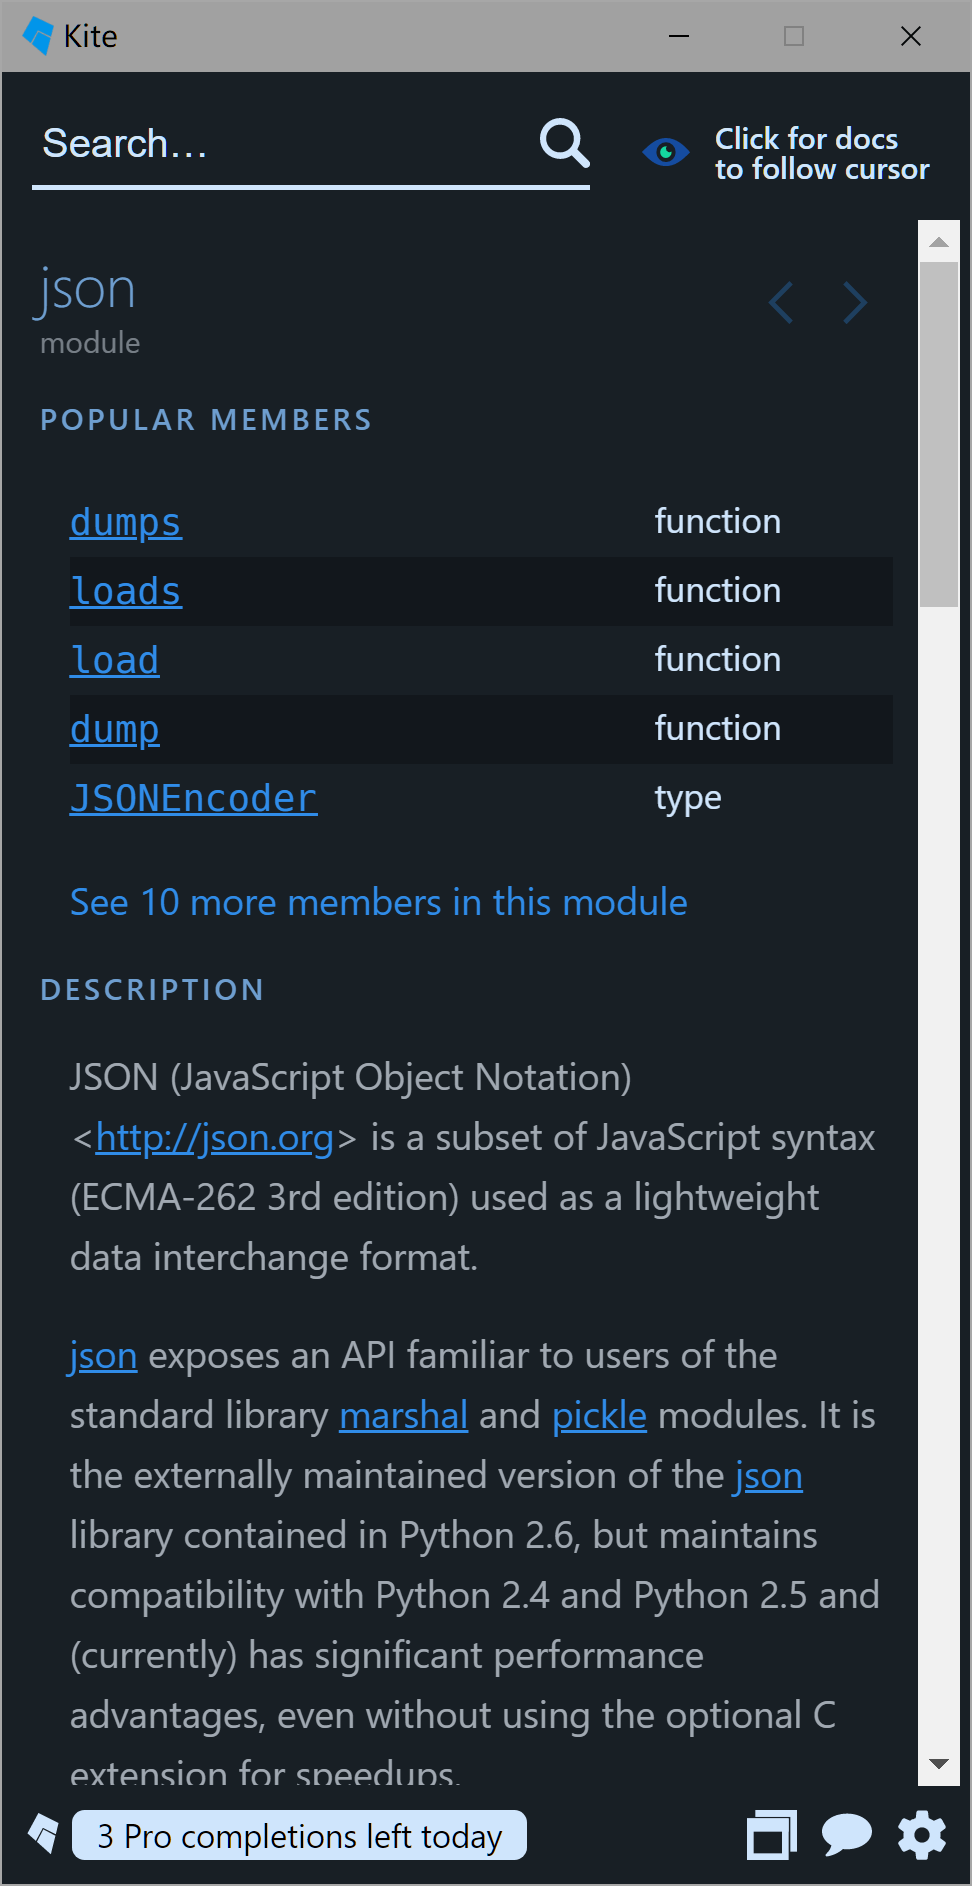 Kite
Search...
Click for docs
to follow cursor
json
module
POPULAR MEMBERS
dumps function
loads function
load function
dump function
JSONEncoder type
See 10 more members in this module
DESCRIPTION
JSON (JavaScript Object Notation)
<http://json.org> is a subset of JavaScript syntax
(ECMA-262 3rd edition) used as a lightweight
data interchange format.
json exposes an API familiar to users of the
standard library marshal and pickle modules. It is
the externally maintained version of the json
library contained in Python 2.6, but maintains
compatibility with Python 2.4 and Python 2.5 and
(currently) has significant performance
advantages, even without using the optional C
extension for speedups.
3 Pro completions left today